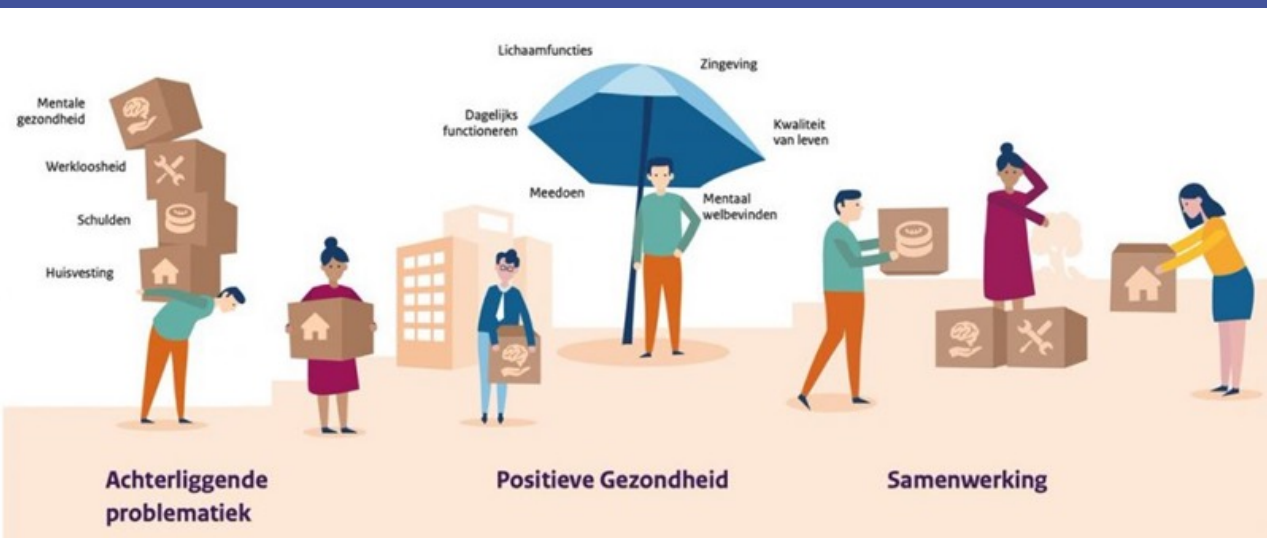 Mentale
gezondheid
Werkloosheid
Schulden
Huisvesting
Achterliggende
problematiek
Lichaamfuncties
Zingeving
Dagelijks
functioneren
Kwaliteit
van leven
Meedoen
Mentaal
welbevinden
Positieve Gezondheid
Samenwerking